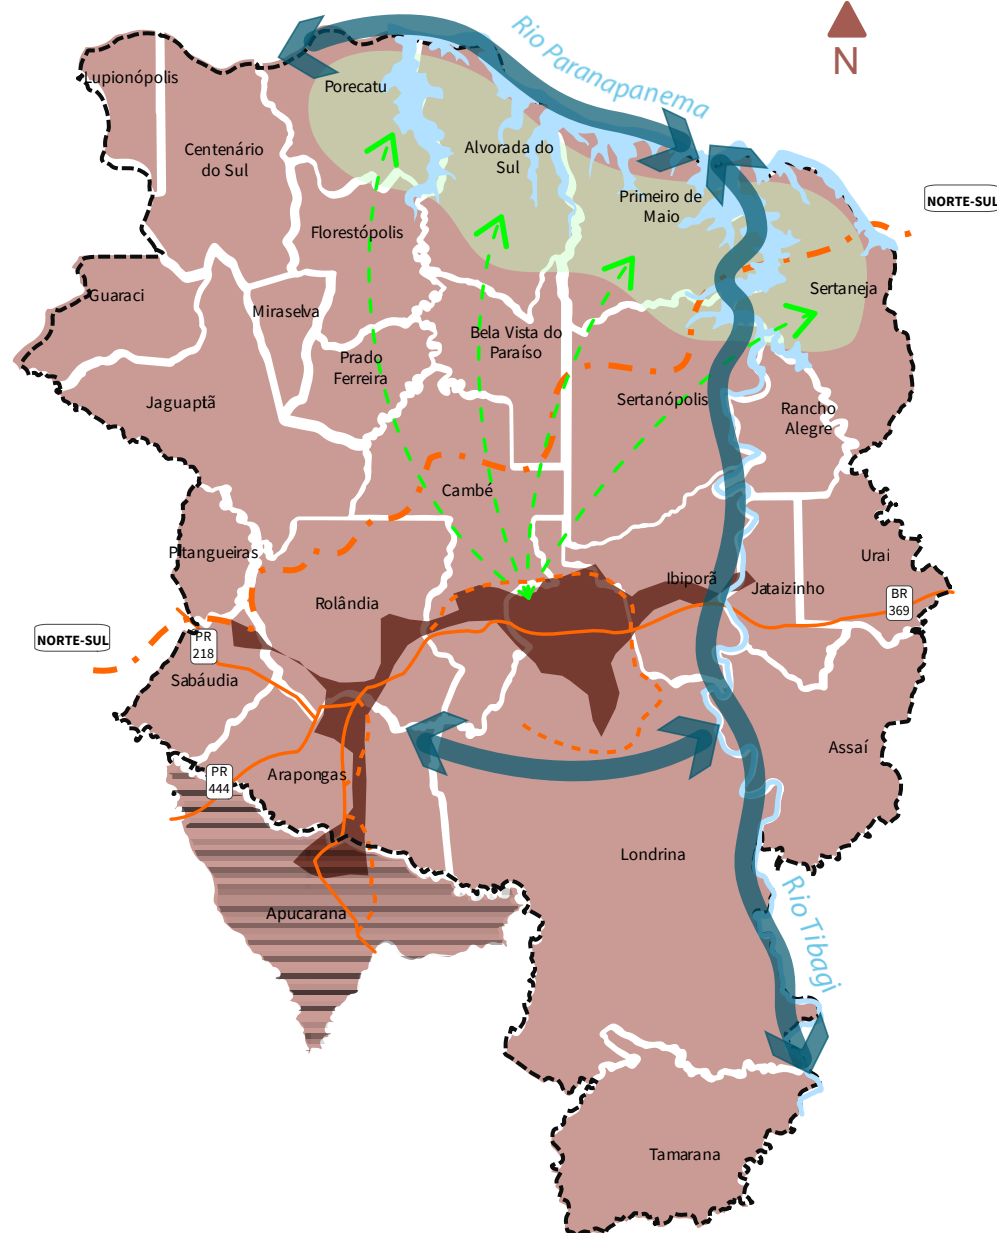 N
Rio Paranapanema
Lupionópolis
Porecatu
Centenário
do Sul
Alvorada do
Sul
Primeiro de
Maio
NORTE-SUL
Florestópolis
Guaraci
Miraselva
Sertaneja
Bela Vista do
Paraíso
Prado
Ferreira
Jaguaptã
Sertanópolis
Rancho
Alegre
Cambé
Pitangueiras
Urai
Ibiporã
Jataizinho
BR
369
Rolândia
NORTE-SUL
PR
218
Sabáudia
Assaí
Arapongas
PR
444
Londrina
Rio Tibagi
Apucarana
Tamarana